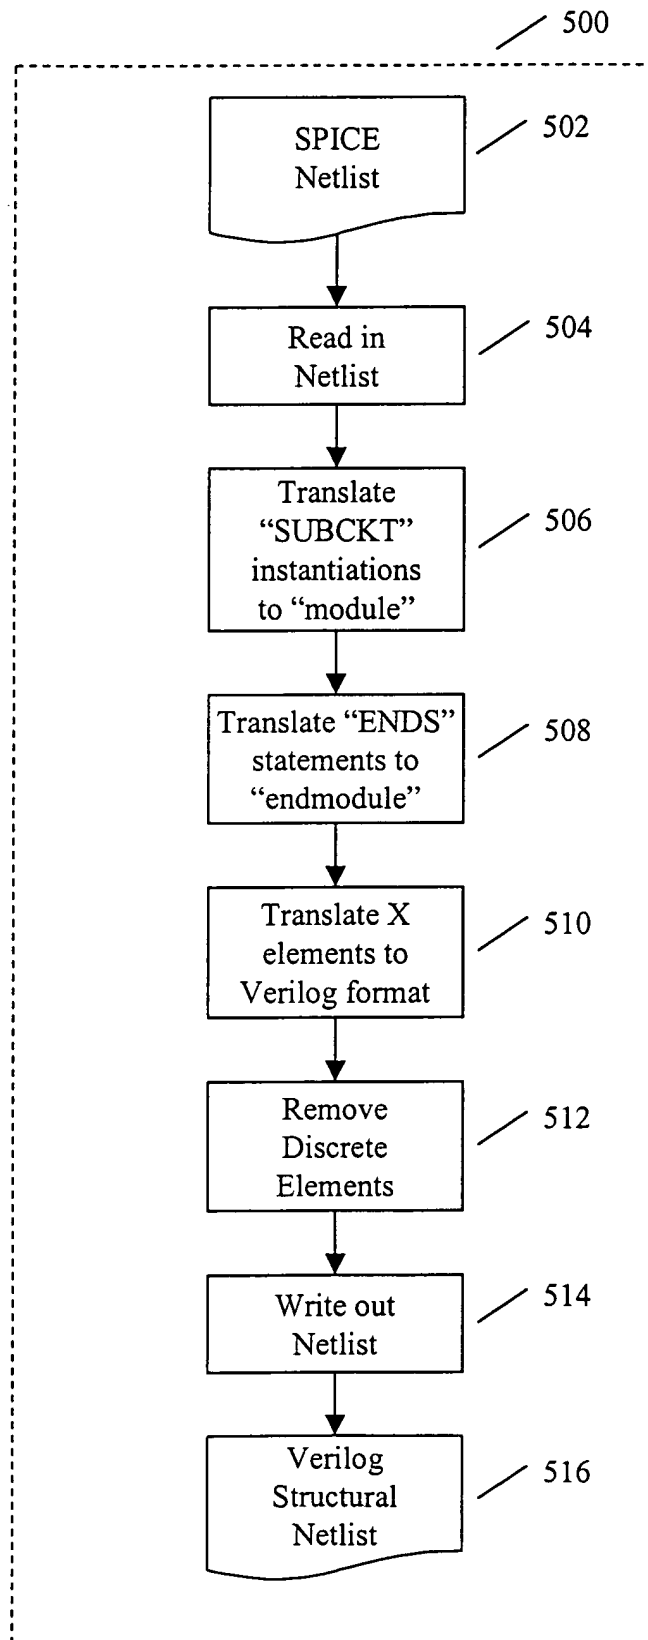 500
SPICE
Netlist
502
Read in
Netlist
504
Translate
“SUBCKT”
instantiations
to “module”
506
Translate “ENDS”
statements to
“endmodule”
508
Translate X
elements to
Verilog format
510
Remove
Discrete
Elements
512
Write out
Netlist
514
Verilog
Structural
Netlist
516